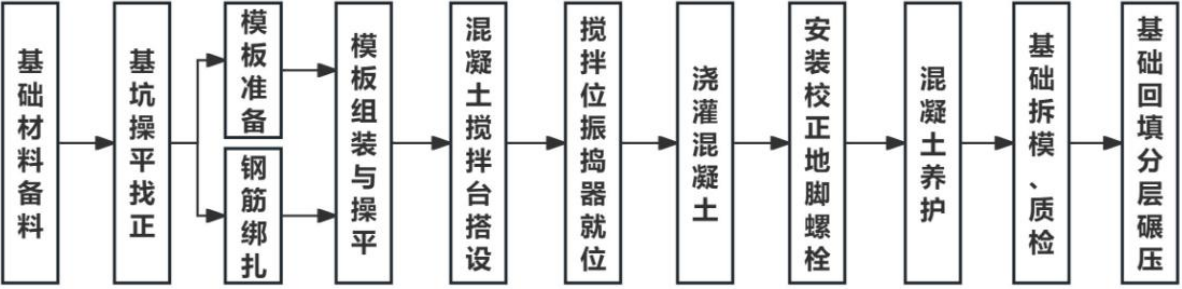 基础材料备料
基坑操平找正
模板准备
钢筋绑扎
模板组装与操平
混凝土搅拌台搭设
搅拌位振捣器就位
浇灌混凝土
安装校正地脚螺栓
混凝土养护
基础拆模、质检
基础回填分层碾压